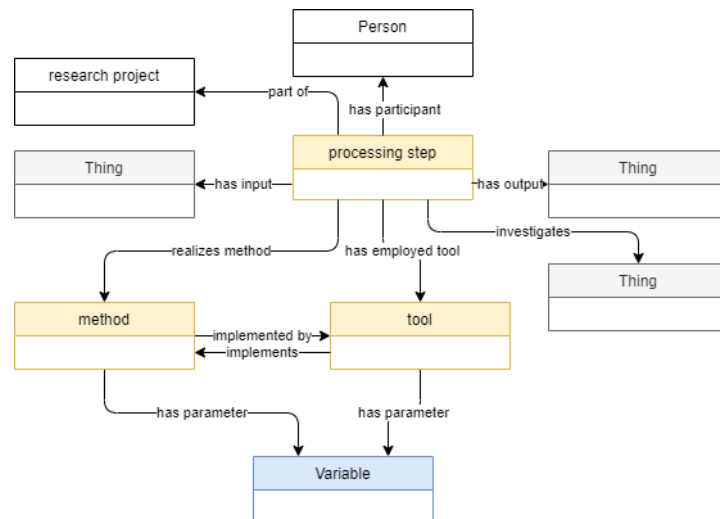 Person
research project
part of
has participant
processing step
Thing
has input
has output
Thing
investigates
realizes method
has employed tool
Thing
method
tool
implemented by
implements
has parameter
has parameter
Variable